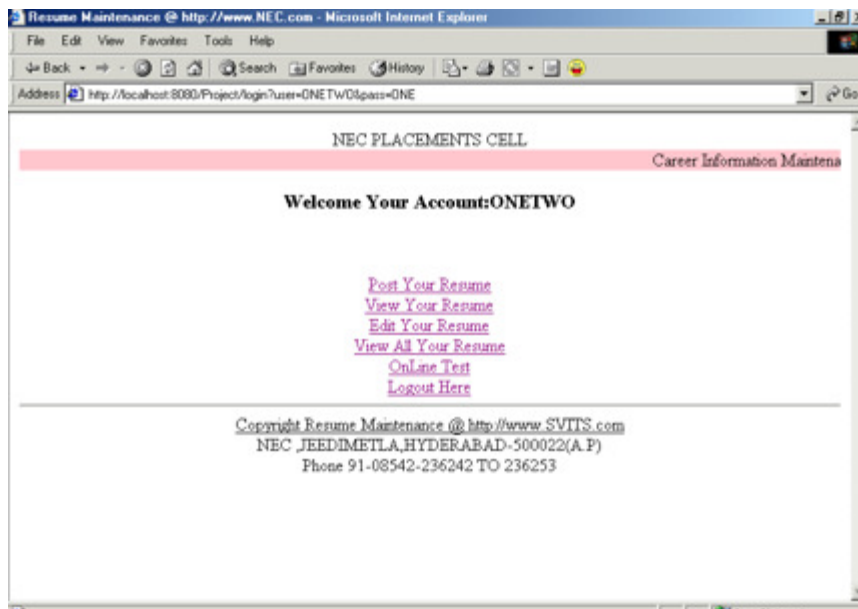 Resume Maintenance @ http://www.NEC.com - Microsoft Internet Explorer
File Edit View Favorites Tools Help
Back Search Favorites History
Address http://localhost:8080/Project/login?user=ONETWO&pass=ONE Go
NEC PLACEMENTS CELL
Career Information Maintena
Welcome Your Account:ONETWO
Post Your Resume
View Your Resume
Edit Your Resume
View All Your Resume
OnLine Test
Logout Here
Copyright Resume Maintenance @ http://www.SVITS.com
NEC ,JEEDIMETLA,HYDERABAD-500022(A.P)
Phone 91-08542-236242 TO 236253